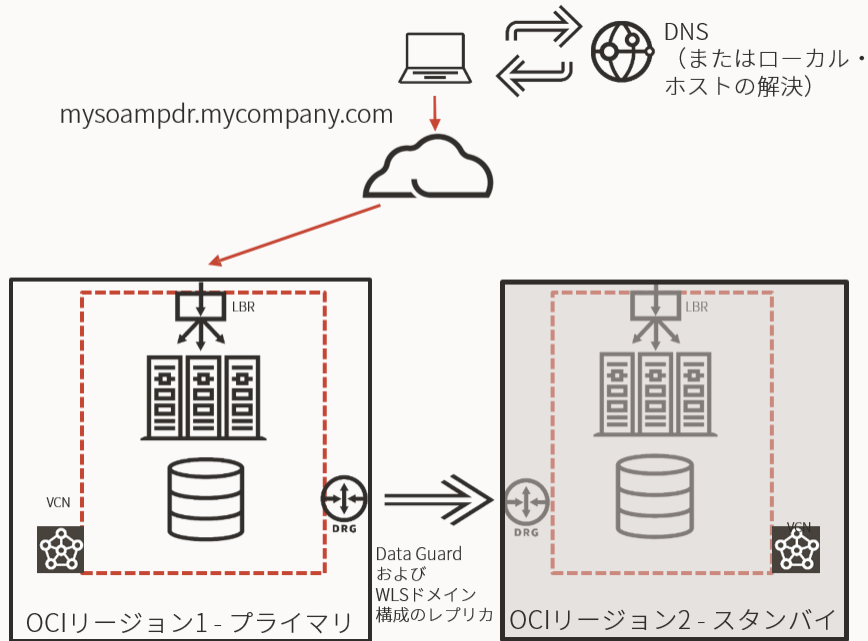 DNS
（またはローカル・
ホストの解決）
mysoampdr.mycompany.com
LBR
LBR
VCN
DRG
Data Guard
および
WLSドメイン
構成のレプリカ
DRG
VCN
OCIリージョン1 - プライマリ
OCIリージョン2 - スタンバイ